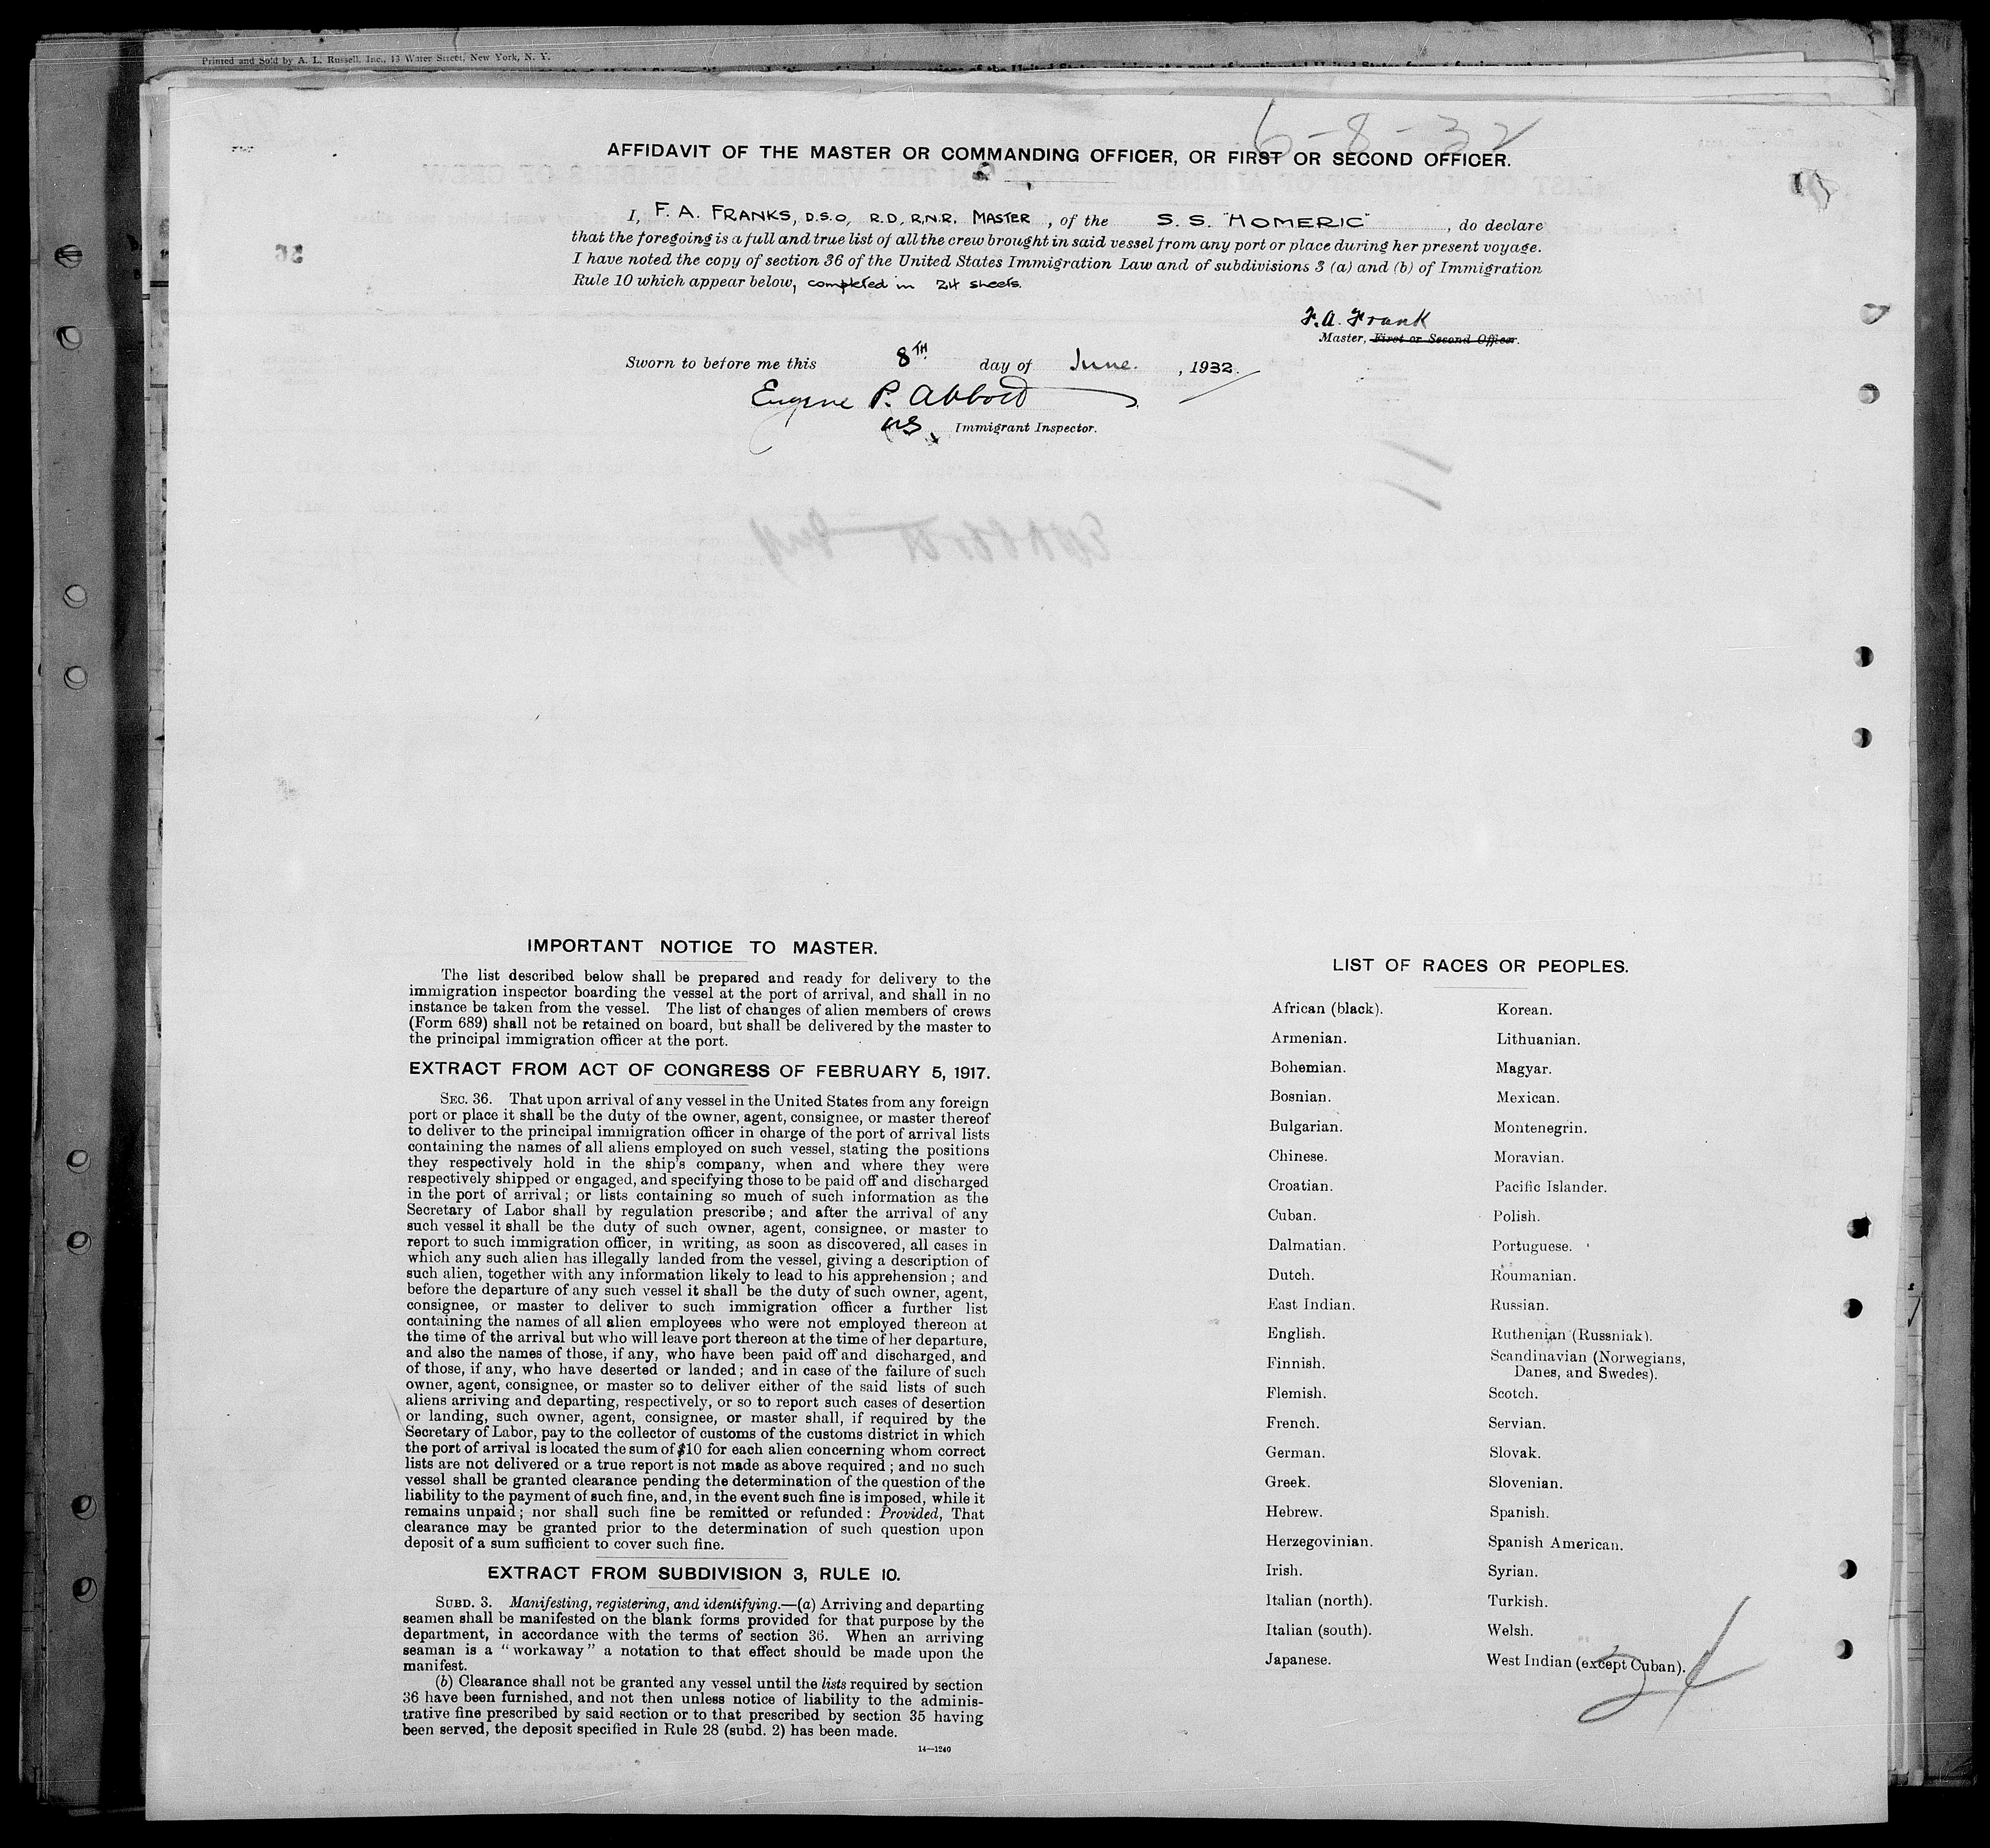 Printed and Sold by A. L. Russell, Inc., 13 Water Street, New York, N. Y.
6-8-32
AFFIDAVIT OF THE MASTER OR COMMANDING OFFICER, OR FIRST OR SECOND OFFICER.
I, F. A. FRANKS, D.S.O, R.D, R.N.R. MASTER, of the S. S. "HOMERIC", do declare
that the foregoing is a full and true list of all the crew brought in said vessel from any port or place during her present voyage.
I have noted the copy of section 36 of the United States Immigration Law and of subdivisions 3 (a) and (b) of Immigration
Rule 10 which appear below, completed in 24 sheets.
F. A. Frank
Master, First or Second Officer.
Sworn to before me this 8TH day of June. , 1932.
Eugene P. Abbott
Immigrant Inspector.
IMPORTANT NOTICE TO MASTER.
The list described below shall be prepared and ready for delivery to the
immigration inspector boarding the vessel at the port of arrival, and shall in no
instance be taken from the vessel. The list of changes of alien members of crews
(Form 689) shall not be retained on board, but shall be delivered by the master to
the principal immigration officer at the port.
EXTRACT FROM ACT OF CONGRESS OF FEBRUARY 5, 1917.
SEC. 36. That upon arrival of any vessel in the United States from any foreign
port or place it shall be the duty of the owner, agent, consignee, or master thereof
to deliver to the principal immigration officer in charge of the port of arrival lists
containing the names of all aliens employed on such vessel, stating the positions
they respectively hold in the ship's company, when and where they were
respectively shipped or engaged, and specifying those to be paid off and discharged
in the port of arrival; or lists containing so much of such information as the
Secretary of Labor shall by regulation prescribe; and after the arrival of any
such vessel it shall be the duty of such owner, agent, consignee, or master to
report to such immigration officer, in writing, as soon as discovered, all cases in
which any such alien has illegally landed from the vessel, giving a description of
such alien, together with any information likely to lead to his apprehension; and
before the departure of any such vessel it shall be the duty of such owner, agent,
consignee, or master to deliver to such immigration officer a further list
containing the names of all alien employees who were not employed thereon at
the time of the arrival but who will leave port thereon at the time of her departure,
and also the names of those, if any, who have been paid off and discharged, and
of those, if any, who have deserted or landed; and in case of the failure of such
owner, agent, consignee, or master so to deliver either of the said lists of such
aliens arriving and departing, respectively, or so to report such cases of desertion
or landing, such owner, agent, consignee, or master shall, if required by the
Secretary of Labor, pay to the collector of customs of the customs district in which
the port of arrival is located the sum of $10 for each alien concerning whom correct
lists are not delivered or a true report is not made as above required; and no such
vessel shall be granted clearance pending the determination of the question of the
liability to the payment of such fine, and, in the event such fine is imposed, while it
remains unpaid; nor shall such fine be remitted or refunded: Provided, That
clearance may be granted prior to the determination of such question upon
deposit of a sum sufficient to cover such fine.
EXTRACT FROM SUBDIVISION 3, RULE 10.
SUBD. 3. Manifesting, registering, and identifying.—(a) Arriving and departing
seamen shall be manifested on the blank forms provided for that purpose by the
department, in accordance with the terms of section 36. When an arriving
seaman is a "workaway" a notation to that effect should be made upon the
manifest.
(b) Clearance shall not be granted any vessel until the lists required by section
36 have been furnished, and not then unless notice of liability to the adminis-
trative fine prescribed by said section or to that prescribed by section 35 having
been served, the deposit specified in Rule 28 (subd. 2) has been made.
14—1240
LIST OF RACES OR PEOPLES.
African (black).
Armenian.
Bohemian.
Bosnian.
Bulgarian.
Chinese.
Croatian.
Cuban.
Dalmatian.
Dutch.
East Indian.
English.
Finnish.
Flemish.
French.
German.
Greek.
Hebrew.
Herzegovinian.
Irish.
Italian (north).
Italian (south).
Japanese.
Korean.
Lithuanian.
Magyar.
Mexican.
Montenegrin.
Moravian.
Pacific Islander.
Polish.
Portuguese.
Roumanian.
Russian.
Ruthenian (Russniak).
Scandinavian (Norwegians,
Danes, and Swedes).
Scotch.
Servian.
Slovak.
Slovenian.
Spanish.
Spanish American.
Syrian.
Turkish.
Welsh.
West Indian (except Cuban).
24